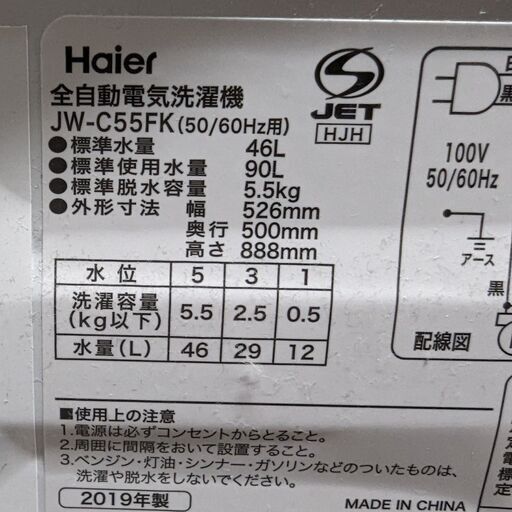 Haier
全自動電気洗濯機
JW-C55FK(50/60Hz用)
S
JET
HJH
●標準水量 46L
●標準使用水量 90L
●標準脱水容量 5.5kg
●外形寸法 幅 526mm
奥行 500mm
高さ 888mm
水位 5 3 1
洗濯容量(kg以下) 5.5 2.5 0.5
水量(L) 46 29 12
黒
100V
50/60Hz
アース
黒
配線図
■使用上の注意
1.電源は必ずコンセントからとること。
2.周囲に間隔をおいて設置すること。
3.ベンジン・灯油・シンナー・ガソリンなどのついたものは、
洗濯や脱水をしないでください。
2019年製
MADE IN CHINA